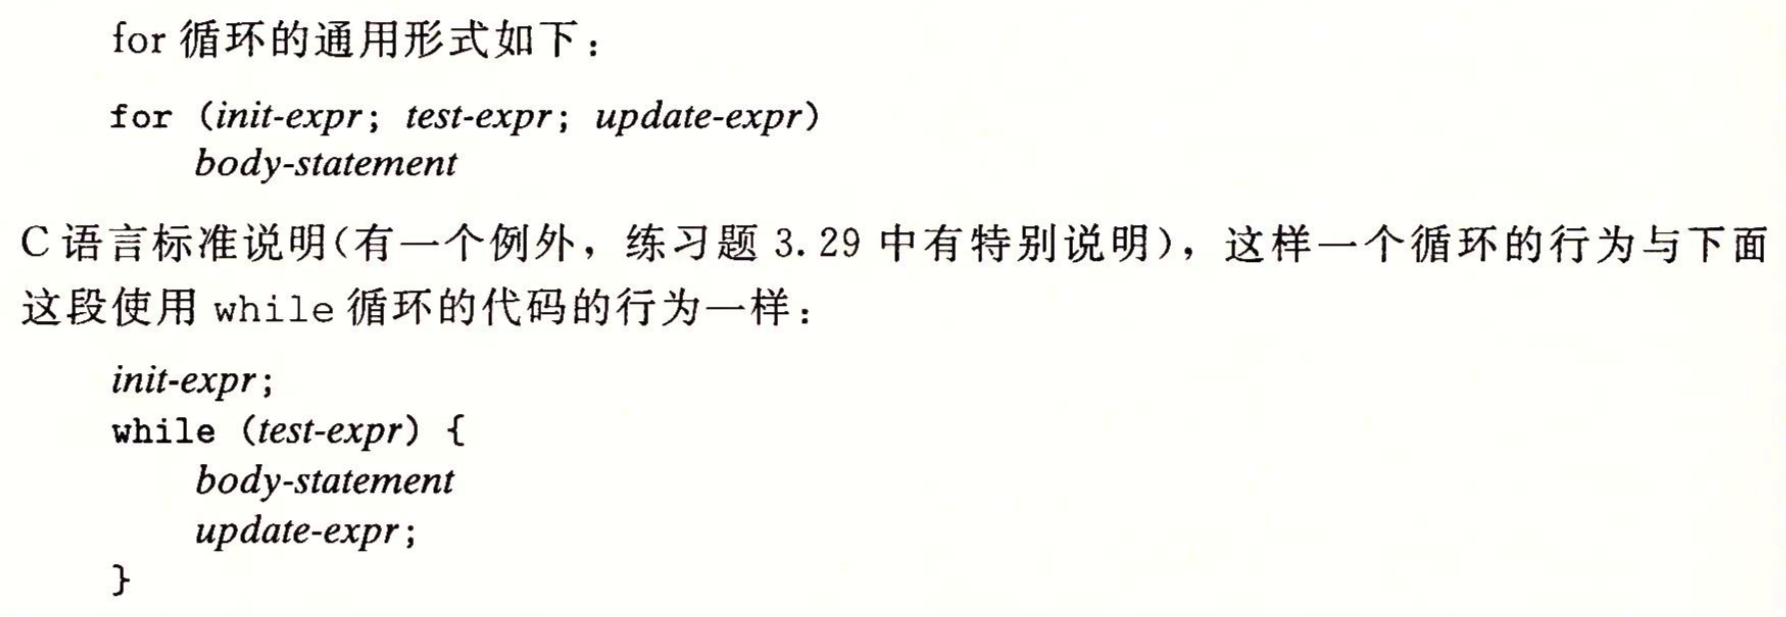 for 循环的通用形式如下：
for (init-expr; test-expr; update-expr)
body-statement
C 语言标准说明(有一个例外，练习题 3.29 中有特别说明)，这样一个循环的行为与下面
这段使用 while 循环的代码的行为一样：
init-expr;
while (test-expr) {
body-statement
update-expr;
}